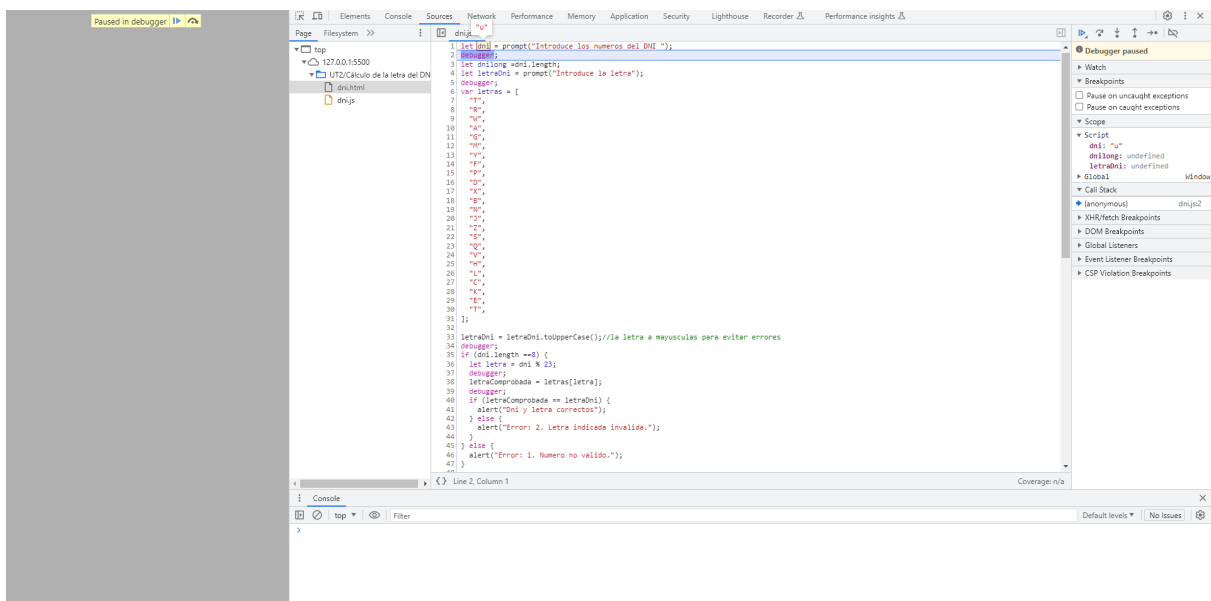 Paused in debugger
Elements Console Sources Network Performance Memory Application Security Lighthouse Recorder Performance insights
Page Filesystem >>
dni.js
"u"
top
127.0.0.1:5500
UT2/Cálculo de la letra del DN
dni.html
dni.js
1 let dni = prompt("Introduce los numeros del DNI ");
2 debugger;
3 let dnilong =dni.length;
4 let letraDni = prompt("Introduce la letra");
5 debugger;
6 var letras = [
7 "T",
8 "R",
9 "W",
10 "A",
11 "G",
12 "M",
13 "Y",
14 "F",
15 "P",
16 "D",
17 "X",
18 "B",
19 "N",
20 "J",
21 "Z",
22 "S",
23 "Q",
24 "V",
25 "H",
26 "L",
27 "C",
28 "K",
29 "E",
30 "T",
31 ];
32
33 letraDni = letraDni.toUpperCase();//la letra a mayusculas para evitar errores
34 debugger;
35 if (dni.length ==8) {
36 let letra = dni % 23;
37 debugger;
38 letraComprobada = letras[letra];
39 debugger;
40 if (letraComprobada == letraDni) {
41 alert("Dni y letra correctos");
42 } else {
43 alert("Error: 2. Letra indicada invalida.");
44 }
45 } else {
46 alert("Error: 1. Numero no valido.");
47 }
{} Line 2, Column 1
Coverage: n/a
Debugger paused
Watch
Breakpoints
Pause on uncaught exceptions
Pause on caught exceptions
Scope
Script
dni: "u"
dnilong: undefined
letraDni: undefined
Global Window
Call Stack
(anonymous) dni.js:2
XHR/fetch Breakpoints
DOM Breakpoints
Global Listeners
Event Listener Breakpoints
CSP Violation Breakpoints
Console
top Filter Default levels No Issues
>